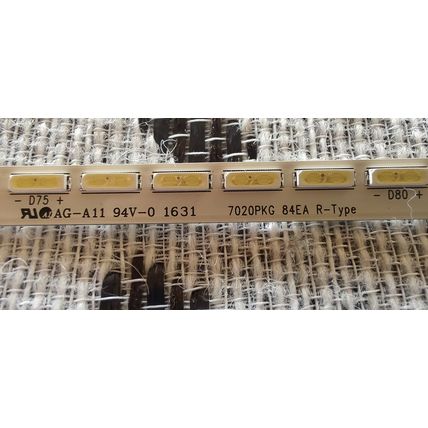 - D75 +
- D80 +
AG-A11 94V-0 1631 7020PKG 84EA R-Type